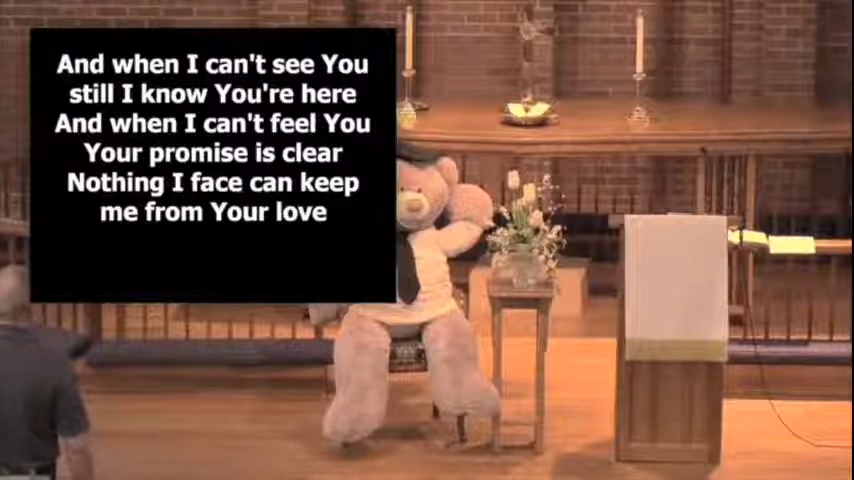 And when I can't see You
still I know You're here
And when I can't feel You
Your promise is clear
Nothing I face can keep
me from Your love